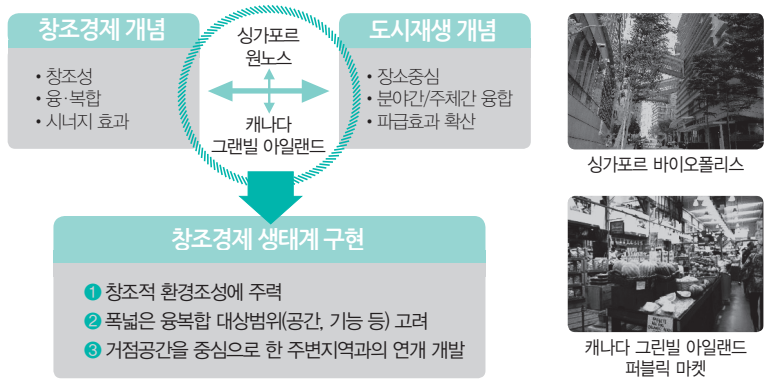 창조경제 개념
• 창조성
• 융·복합
• 시너지 효과
싱가포르
원노스
캐나다
그랜빌 아일랜드
도시재생 개념
• 장소중심
• 분야간/주체간 융합
• 파급효과 확산
창조경제 생태계 구현
❶ 창조적 환경조성에 주력
❷ 폭넓은 융복합 대상범위(공간, 기능 등) 고려
❸ 거점공간을 중심으로 한 주변지역과의 연개 개발
싱가포르 바이오폴리스
캐나다 그린빌 아일랜드
퍼블릭 마켓